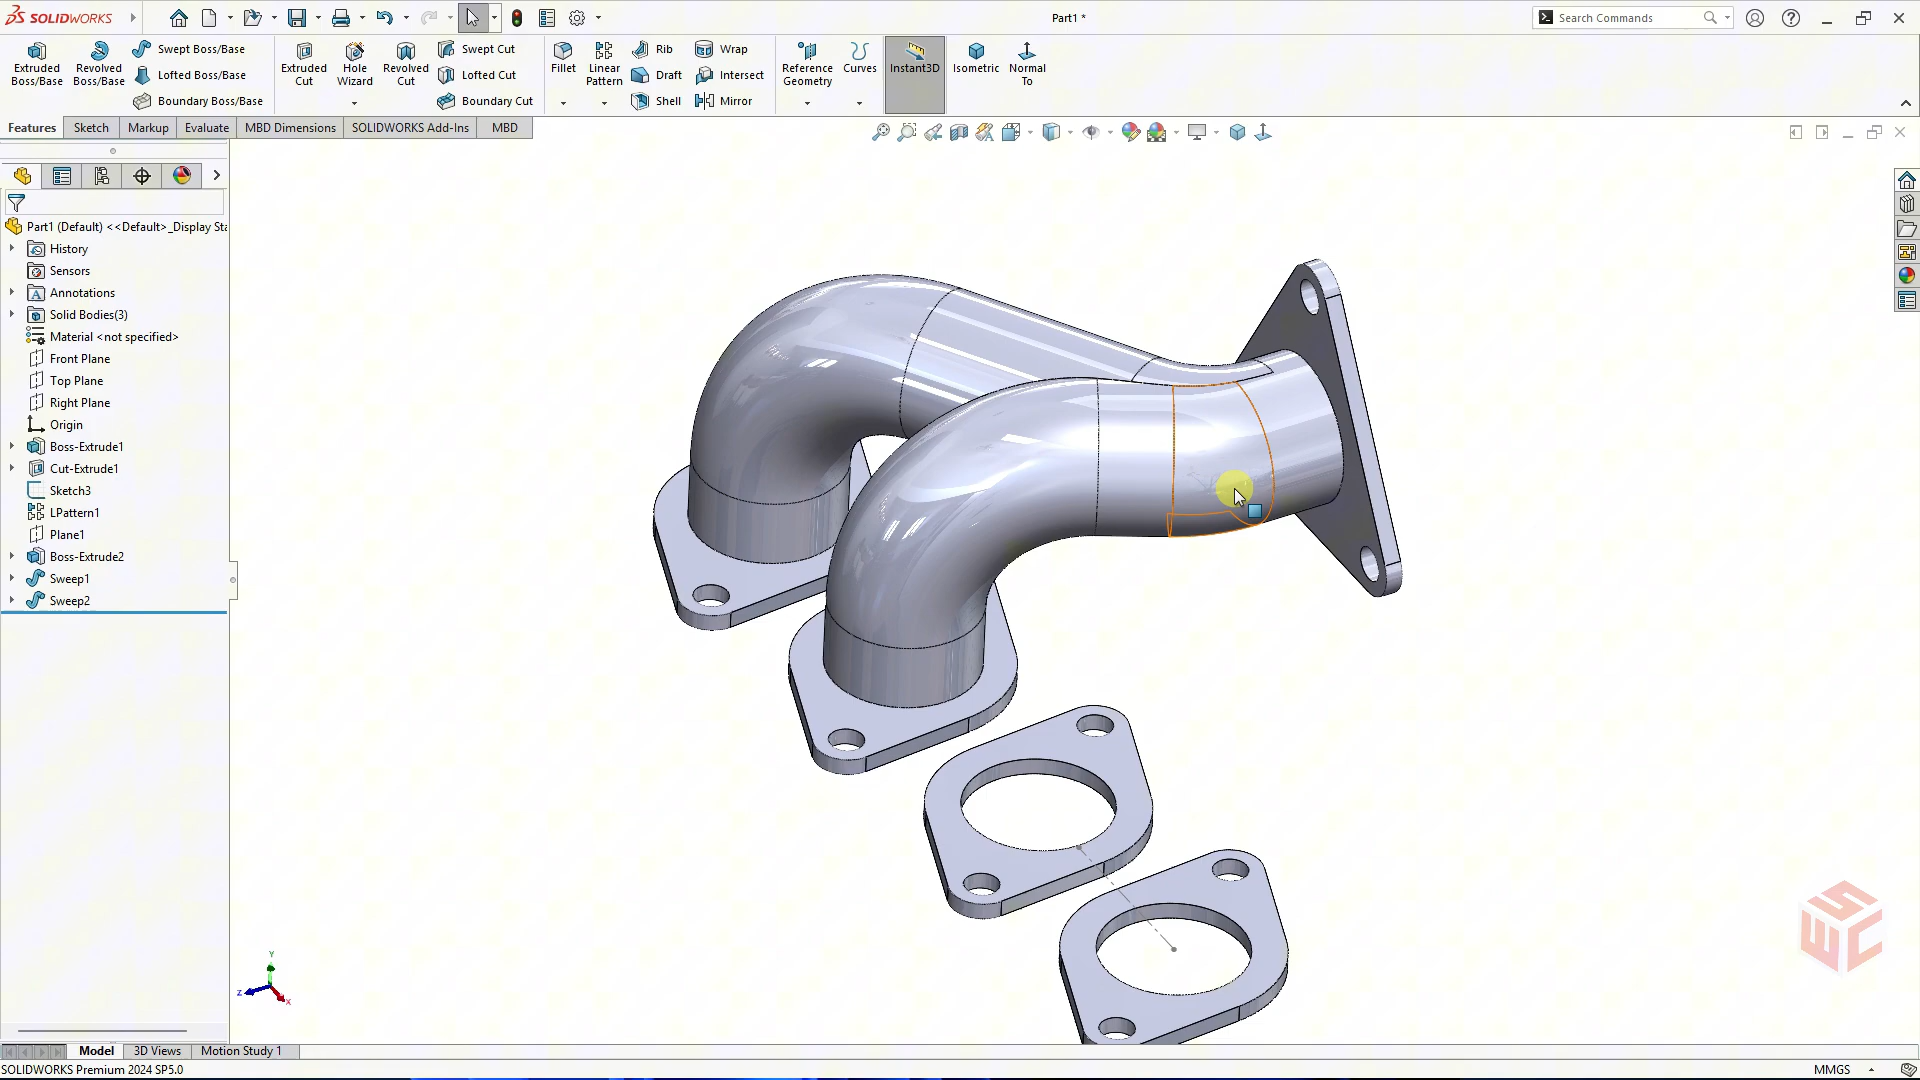 SOLIDWORKS
Part1 *
Search Commands
Extruded Boss/Base
Revolved Boss/Base
Swept Boss/Base
Lofted Boss/Base
Boundary Boss/Base
Extruded Cut
Hole Wizard
Revolved Cut
Swept Cut
Lofted Cut
Boundary Cut
Fillet
Linear Pattern
Rib
Draft
Shell
Wrap
Intersect
Mirror
Reference Geometry
Curves
Instant3D
Isometric
Normal To
Features
Sketch
Markup
Evaluate
MBD Dimensions
SOLIDWORKS Add-Ins
MBD
Part1 (Default) <<Default>_Display Sta
History
Sensors
Annotations
Solid Bodies(3)
Material <not specified>
Front Plane
Top Plane
Right Plane
Origin
Boss-Extrude1
Cut-Extrude1
Sketch3
LPattern1
Plane1
Boss-Extrude2
Sweep1
Sweep2
Y
Z
X
SWC
Model
3D Views
Motion Study 1
SOLIDWORKS Premium 2024 SP5.0
MMGS